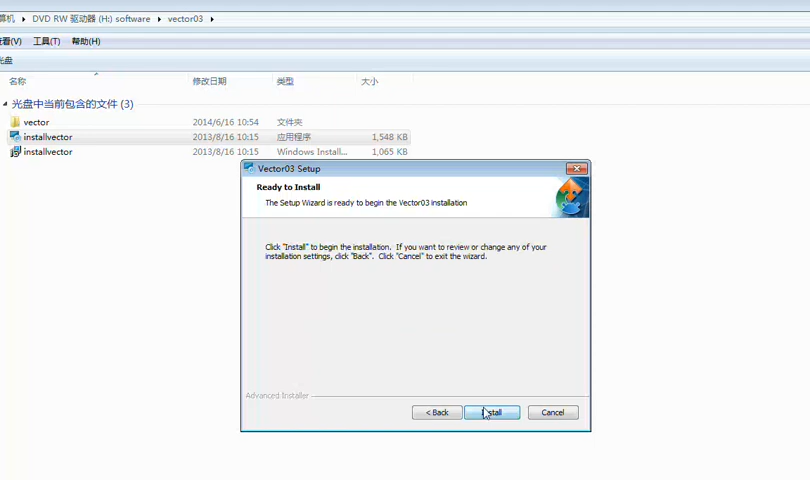 DVD RW 驱动器 (H:) software ▸ vector03 ▸
工具(T) 帮助(H)
名称 修改日期 类型 大小
光盘中当前包含的文件 (3)
vector 2014/6/16 10:54 文件夹
installvector 2013/8/16 10:15 应用程序 1,548 KB
installvector 2013/8/16 10:15 Windows Install... 1,065 KB
Vector03 Setup
Ready to Install
The Setup Wizard is ready to begin the Vector03 installation
Click "Install" to begin the installation. If you want to review or change any of your
installation settings, click "Back". Click "Cancel" to exit the wizard.
Advanced Installer
< Back Install Cancel